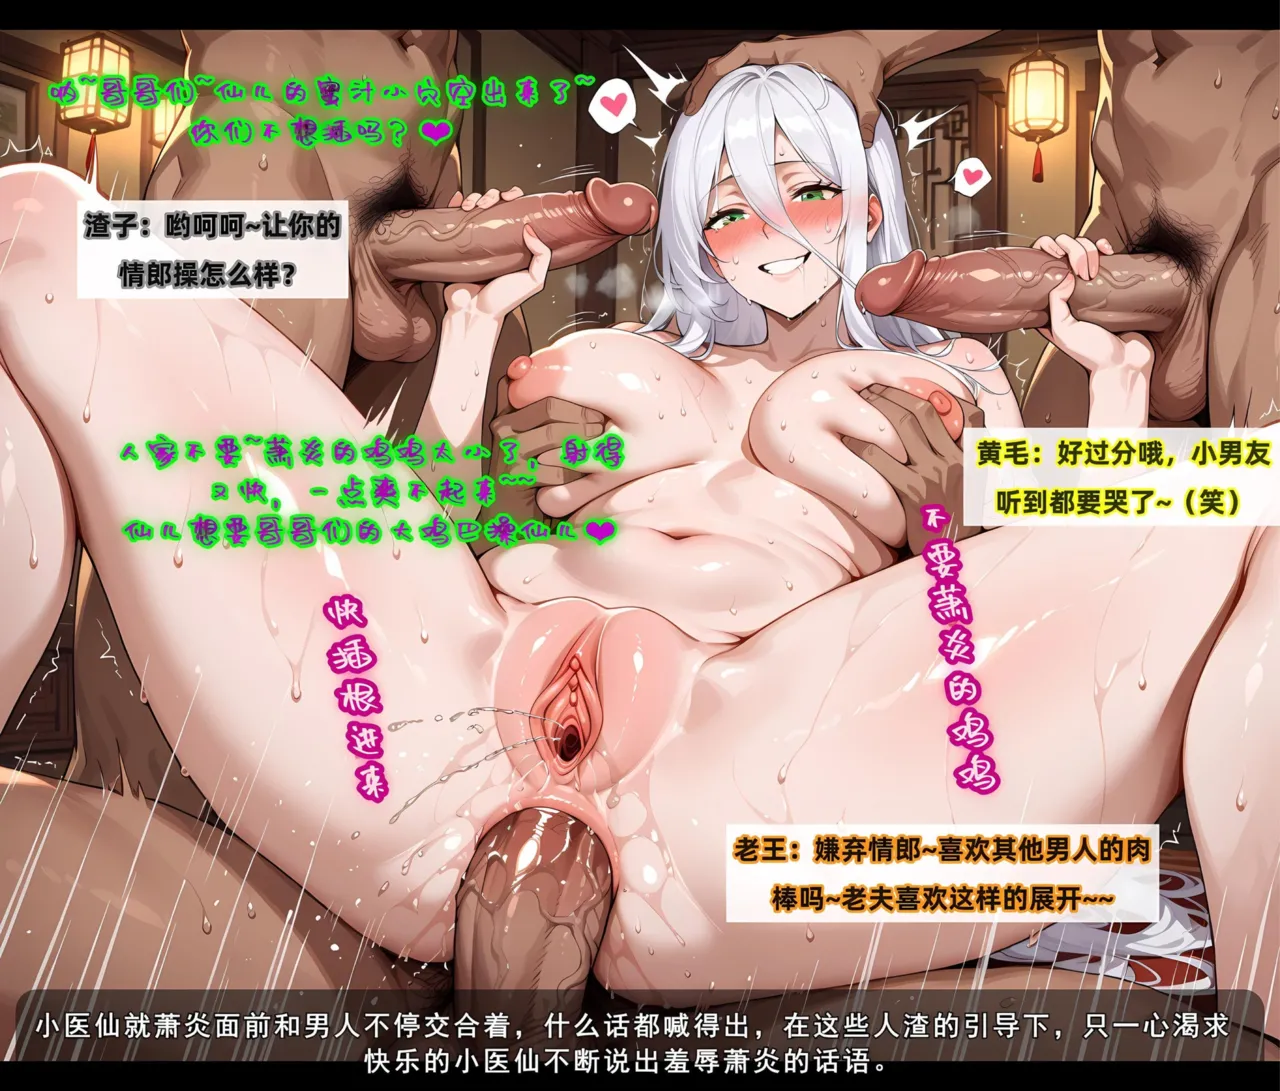 呦~哥哥们~仙儿的蜜汁小穴空出来了~
你们不想插吗？❤
渣子：哟呵呵~让你的
情郎操怎么样？
人家不要~萧炎的鸡鸡太小了，射得
又快，一点爽不起来~~
仙儿想要哥哥们的大鸡巴操仙儿❤
黄毛：好过分哦，小男友
听到都要哭了~（笑）
快插根进来
不要萧炎的鸡鸡
老王：嫌弃情郎~喜欢其他男人的肉
棒吗~老夫喜欢这样的展开~~
小医仙就萧炎面前和男人不停交合着，什么话都喊得出，在这些人渣的引导下，只一心渴求
快乐的小医仙不断说出羞辱萧炎的话语。